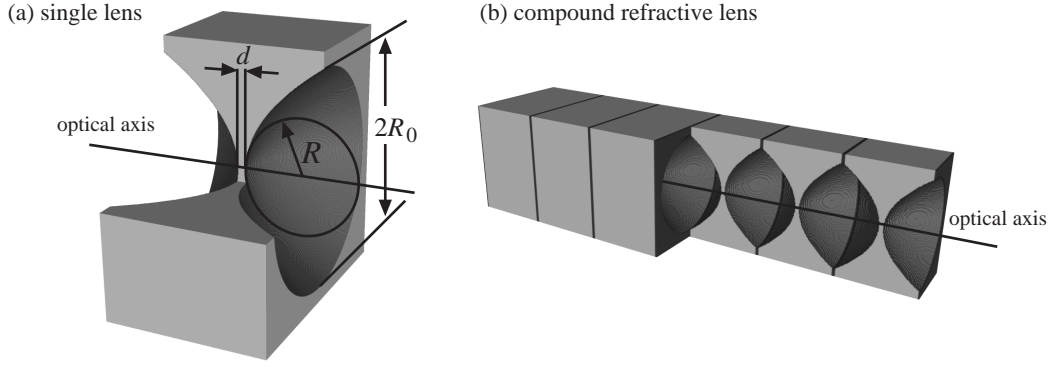 (a) single lens
d
optical axis
R
2R₀
(b) compound refractive lens
optical axis